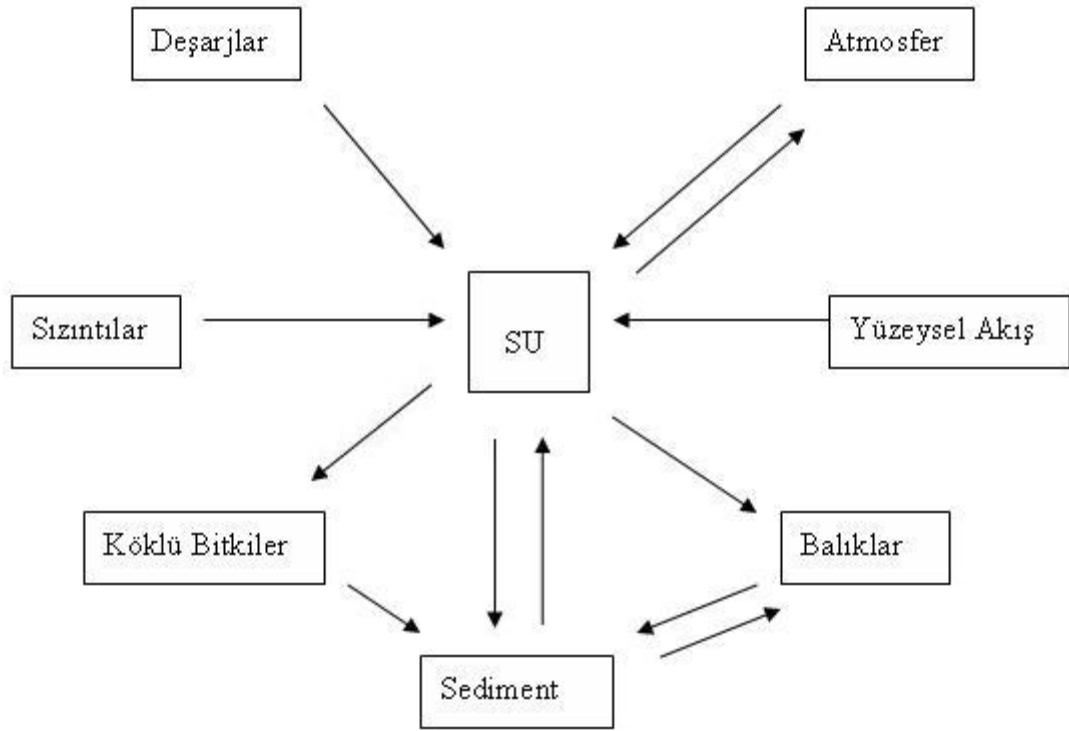 Deşarjlar
Atmosfer
Sızıntılar
SU
Yüzeysel Akış
Köklü Bitkiler
Balıklar
Sediment